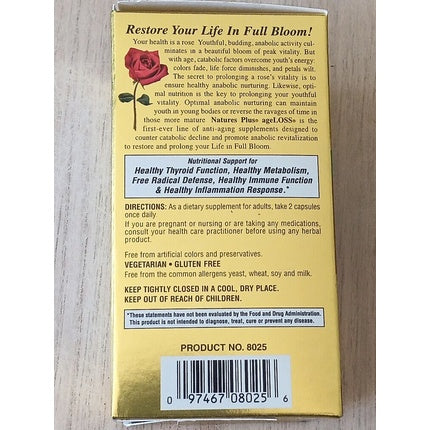 Restore Your Life In Full Bloom!
Your health is a rose Youthful, budding, anabolic activity cul-
minates in a beautiful bloom of peak vitality. But
with age, catabolic factors overcome youth's energy:
colors fade, life force diminishes, and petals wilt.
The secret to prolonging a rose's vitality is to
ensure healthy anabolic nurturing. Likewise, opti-
mal nutrition is the key to prolonging your youthful
vitality. Optimal anabolic nurturing can maintain
youth in young bodies or reverse the ravages of time in
those more mature Natures Plus® ageLOSS® is
the first-ever line of anti-aging supplements designed to
counter catabolic decline and promote anabolic revitalization
to restore and prolong your Life in Full Bloom.
Nutritional Support for
Healthy Thyroid Function, Healthy Metabolism,
Free Radical Defense, Healthy Immune Function
& Healthy Inflammation Response.*
DIRECTIONS: As a dietary supplement for adults, take 2 capsules
once daily
If you are pregnant or nursing or are taking any medications,
consult your health care practitioner before using any herbal
product.
Free from artificial colors and preservatives.
VEGETARIAN • GLUTEN FREE
Free from the common allergens yeast, wheat, soy and milk.
KEEP TIGHTLY CLOSED IN A COOL, DRY PLACE.
KEEP OUT OF REACH OF CHILDREN.
*These statements have not been evaluated by the Food and Drug Administration.
This product is not intended to diagnose, treat, cure or prevent any disease.
PRODUCT NO. 8025
0 97467 08025 6